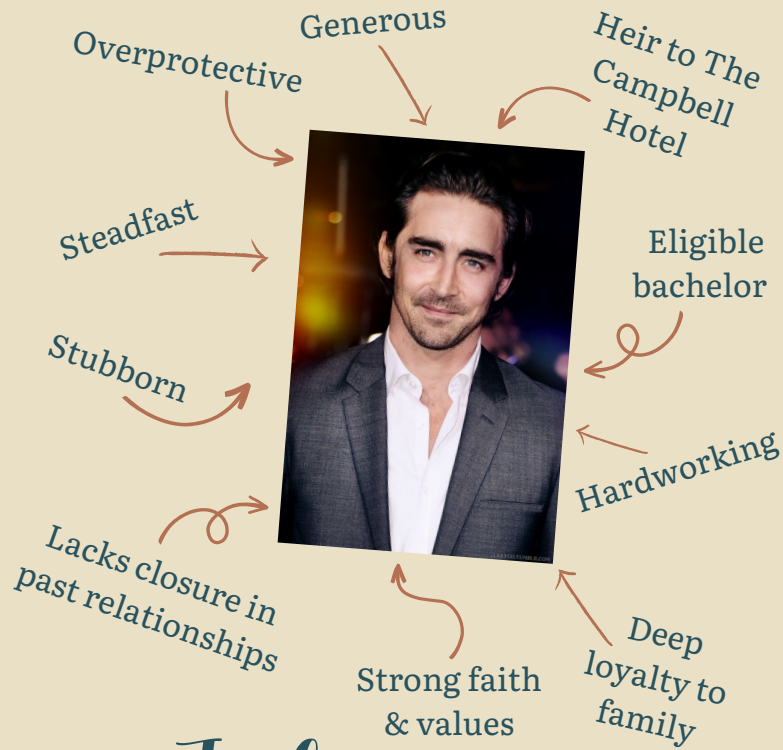 Generous
Overprotective
Heir to The
Campbell
Hotel
Steadfast
Eligible
bachelor
Stubborn
Hardworking
Lacks closure in
past relationships
Deep
loyalty to
family
Strong faith
& values